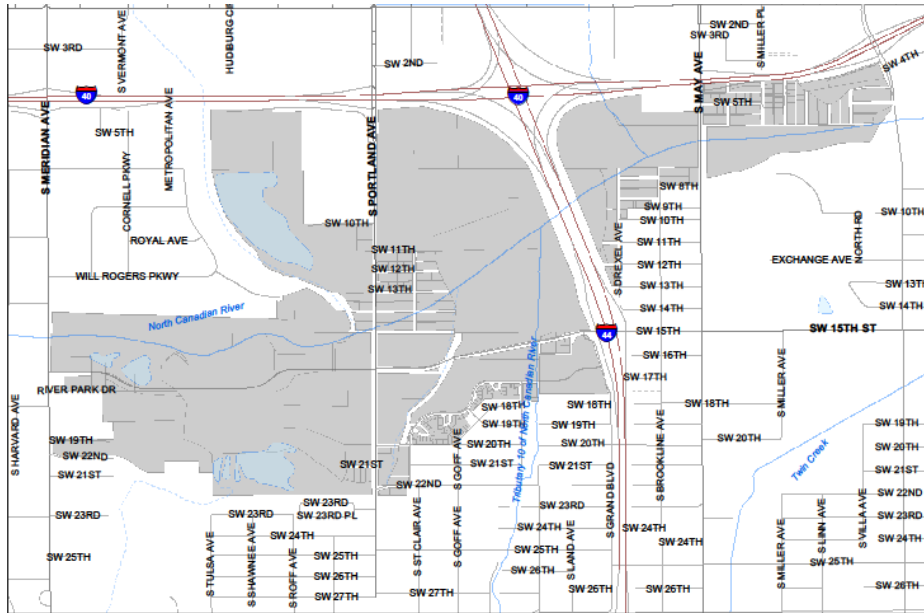 SW 2ND
SW 3RD
S VERMONT AVE
HUDBURG CIR
SW 2ND
SW 3RD
S MILLER PL
SW 4TH
40
40
S MAY AVE
SW 5TH
SW 5TH
S MERIDIAN AVE
CORNELL PKWY
METROPOLITAN AVE
S PORTLAND AVE
SW 8TH
SW 9TH
SW 10TH
SW 10TH
SW 10TH
ROYAL AVE
SW 11TH
SW 11TH
S DREXEL AVE
NORTH RD
EXCHANGE AVE
WILL ROGERS PKWY
SW 12TH
SW 12TH
SW 13TH
SW 13TH
SW 13TH
SW 14TH
SW 14TH
North Canadian River
44
SW 15TH
SW 15TH ST
SW 16TH
Tributary 10 of North Canadian River
RIVER PARK DR
SW 17TH
S MILLER AVE
SW 18TH
SW 18TH
SW 18TH
S HARVARD AVE
SW 19TH
SW 19TH
SW 19TH
SW 19TH
SW 20TH
SW 20TH
SW 20TH
SW 20TH
SW 22ND
SW 21ST
SW 21ST
SW 21ST
SW 21ST
SW 21ST
S GOFF AVE
S GRAND BLVD
S BROOKLINE AVE
Twin Creek
SW 22ND
SW 22ND
SW 23RD
SW 23RD
SW 23RD
SW 23RD PL
SW 23RD
SW 23RD
SW 24TH
SW 24TH
SW 24TH
SW 24TH
SW 24TH
SW 25TH
SW 25TH
SW 25TH
SW 25TH
S TULSA AVE
S SHAWNEE AVE
S ROFF AVE
S ST CLAIR AVE
S GOFF AVE
S LAND AVE
S MILLER AVE
S LINN AVE
S VILLA AVE
SW 26TH
SW 26TH
SW 26TH
SW 26TH
SW 26TH
SW 27TH
SW 27TH